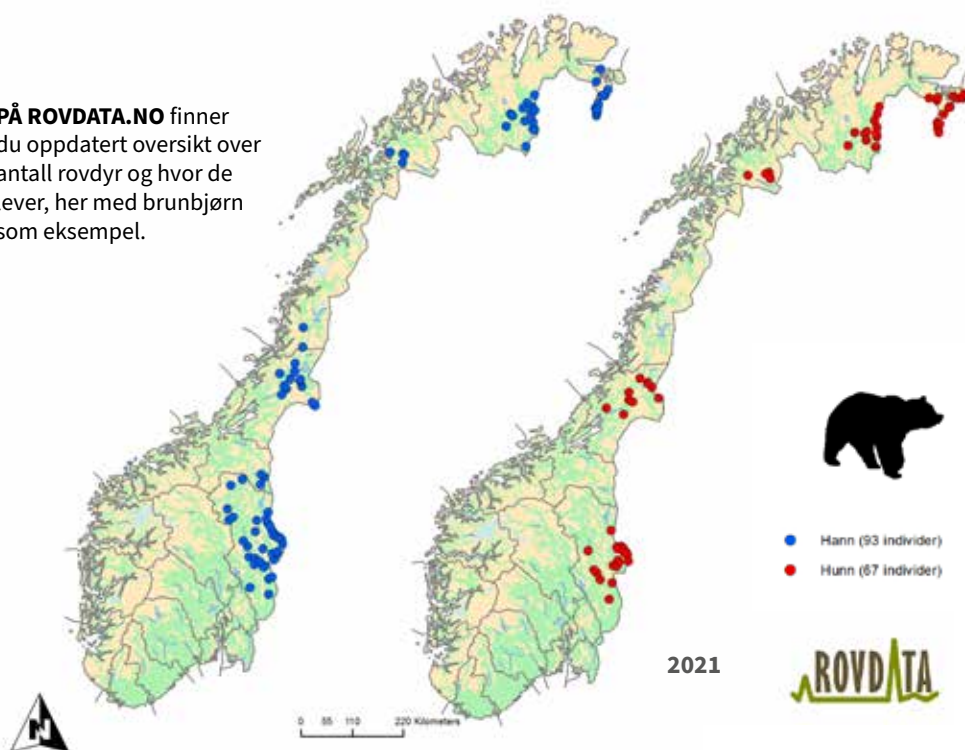 PÅ ROVDATA.NO finner
du oppdatert oversikt over
antall rovdyr og hvor de
lever, her med brunbjørn
som eksempel.
Hann (93 individer)
Hunn (67 individer)
2021
ROVDATA
N
0 55 110 220 Kilometers